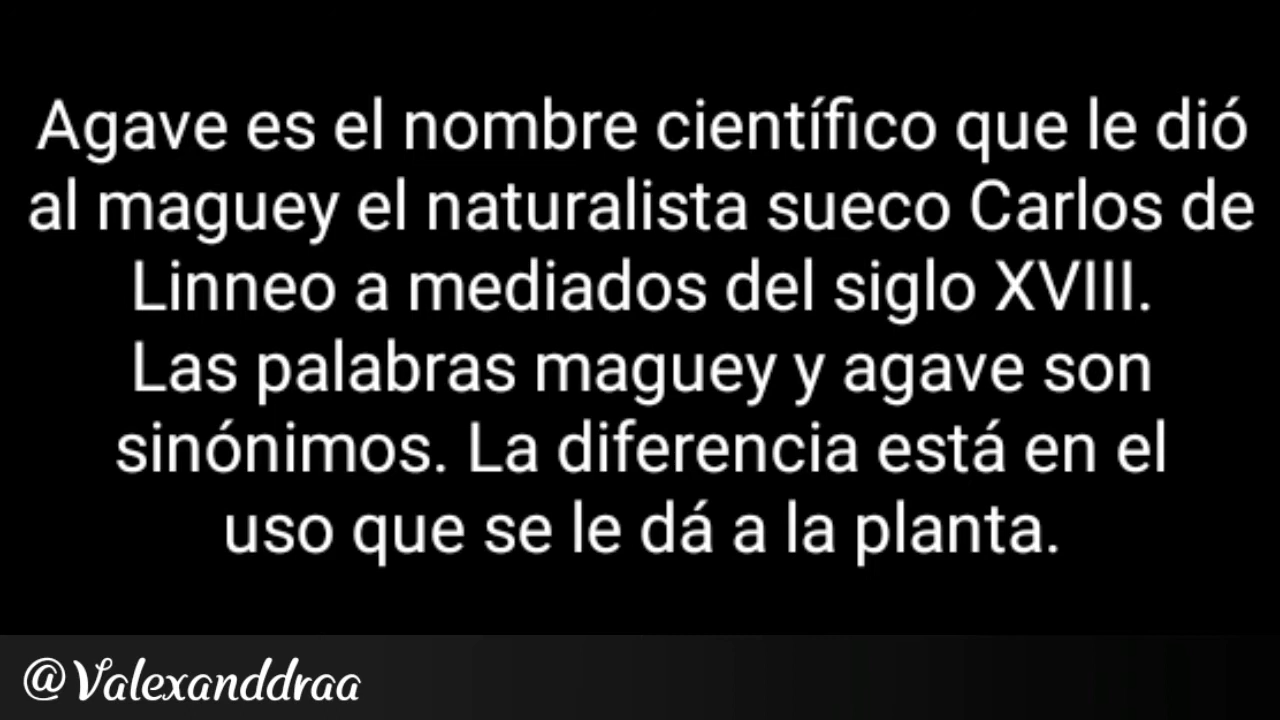 Agave es el nombre científico que le dió
al maguey el naturalista sueco Carlos de
Linneo a mediados del siglo XVIII.
Las palabras maguey y agave son
sinónimos. La diferencia está en el
uso que se le dá a la planta.
@Valexanddraa